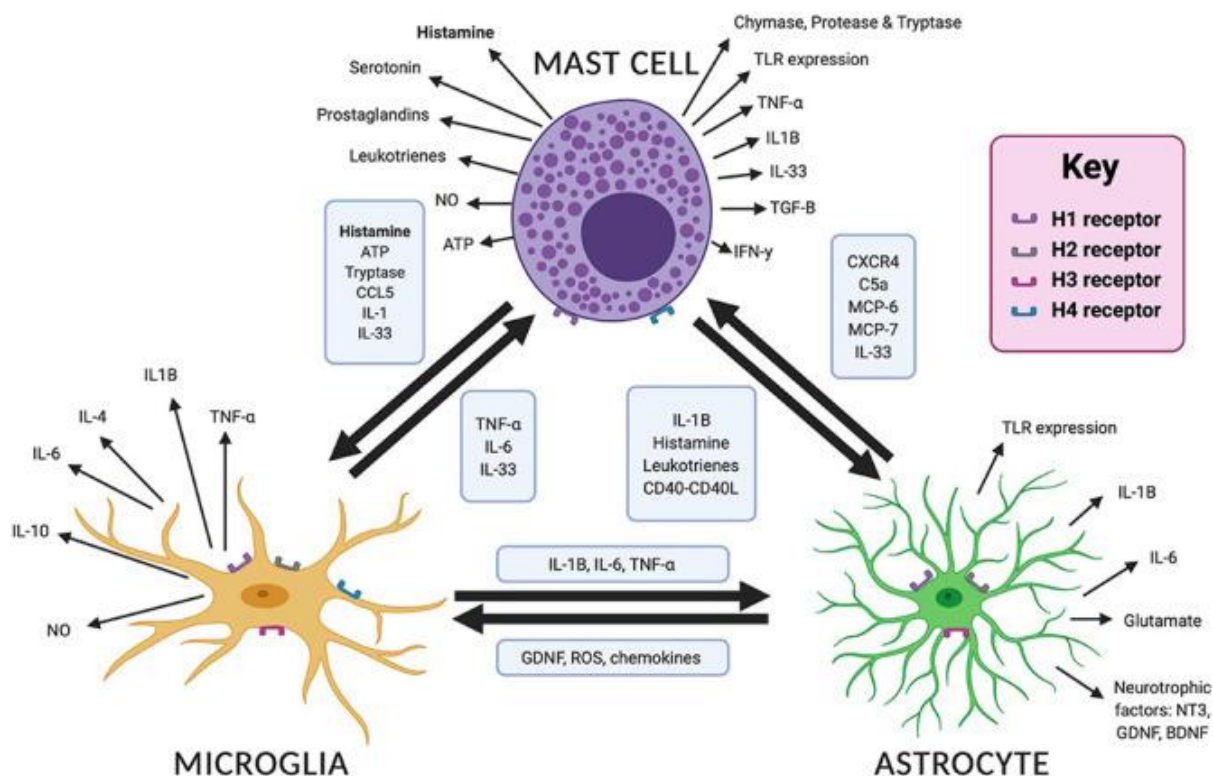 MAST CELL
Histamine
Serotonin
Prostaglandins
Leukotrienes
NO
ATP
Chymase, Protease & Tryptase
TLR expression
TNF-α
IL1B
IL-33
TGF-B
IFN-y
Key
H1 receptor
H2 receptor
H3 receptor
H4 receptor
Histamine
ATP
Tryptase
CCL5
IL-1
IL-33
TNF-α
IL-6
IL-33
IL-1B
Histamine
Leukotrienes
CD40-CD40L
CXCR4
C5a
MCP-6
MCP-7
IL-33
IL1B
IL-4
TNF-α
IL-6
IL-10
NO
MICROGLIA
IL-1B, IL-6, TNF-α
GDNF, ROS, chemokines
TLR expression
IL-1B
IL-6
Glutamate
Neurotrophic
factors: NT3,
GDNF, BDNF
ASTROCYTE